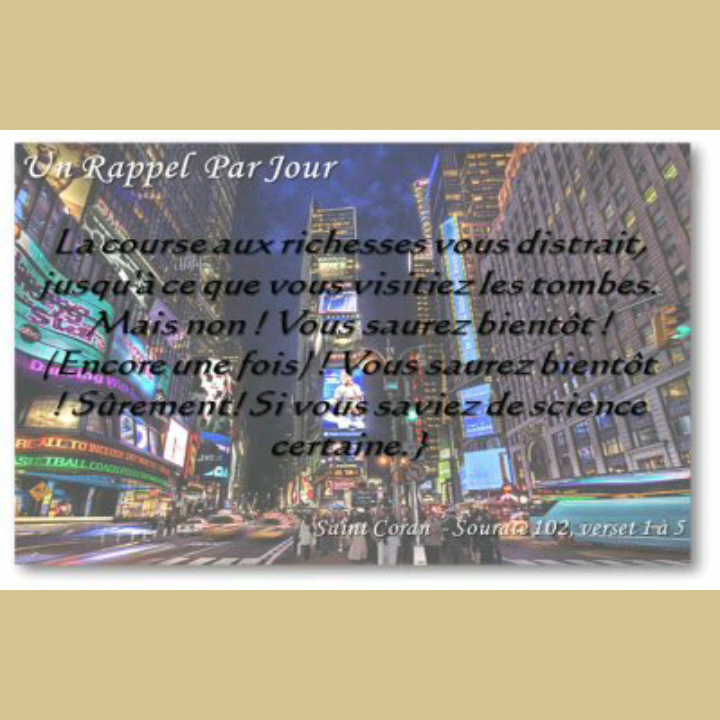 Un Rappel Par Jour
La course aux richesses vous distrait,
jusqu'à ce que vous visitiez les tombes.
Mais non ! Vous saurez bientôt !
(Encore une fois) ! Vous saurez bientôt
! Sûrement! Si vous saviez de science
certaine. }
Saint Coran - Sourate 102, verset 1 à 5